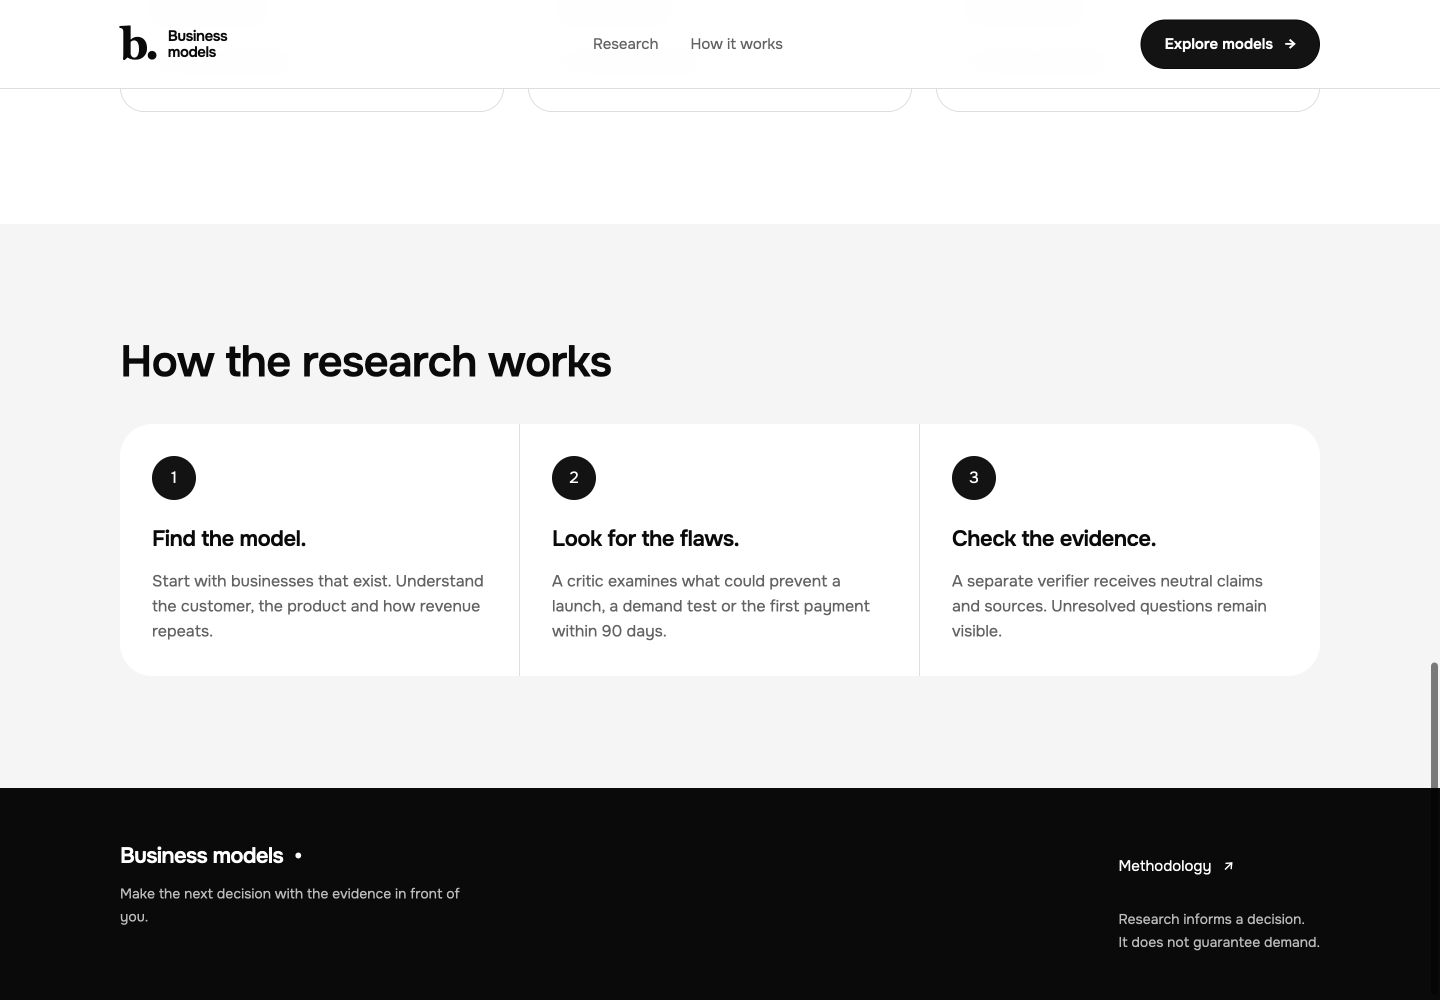 b.
Business
models
Research
How it works
Explore models →
How the research works
1
Find the model.
Start with businesses that exist. Understand
the customer, the product and how revenue
repeats.
2
Look for the flaws.
A critic examines what could prevent a
launch, a demand test or the first payment
within 90 days.
3
Check the evidence.
A separate verifier receives neutral claims
and sources. Unresolved questions remain
visible.
Business models •
Make the next decision with the evidence in front of
you.
Methodology ↗
Research informs a decision.
It does not guarantee demand.